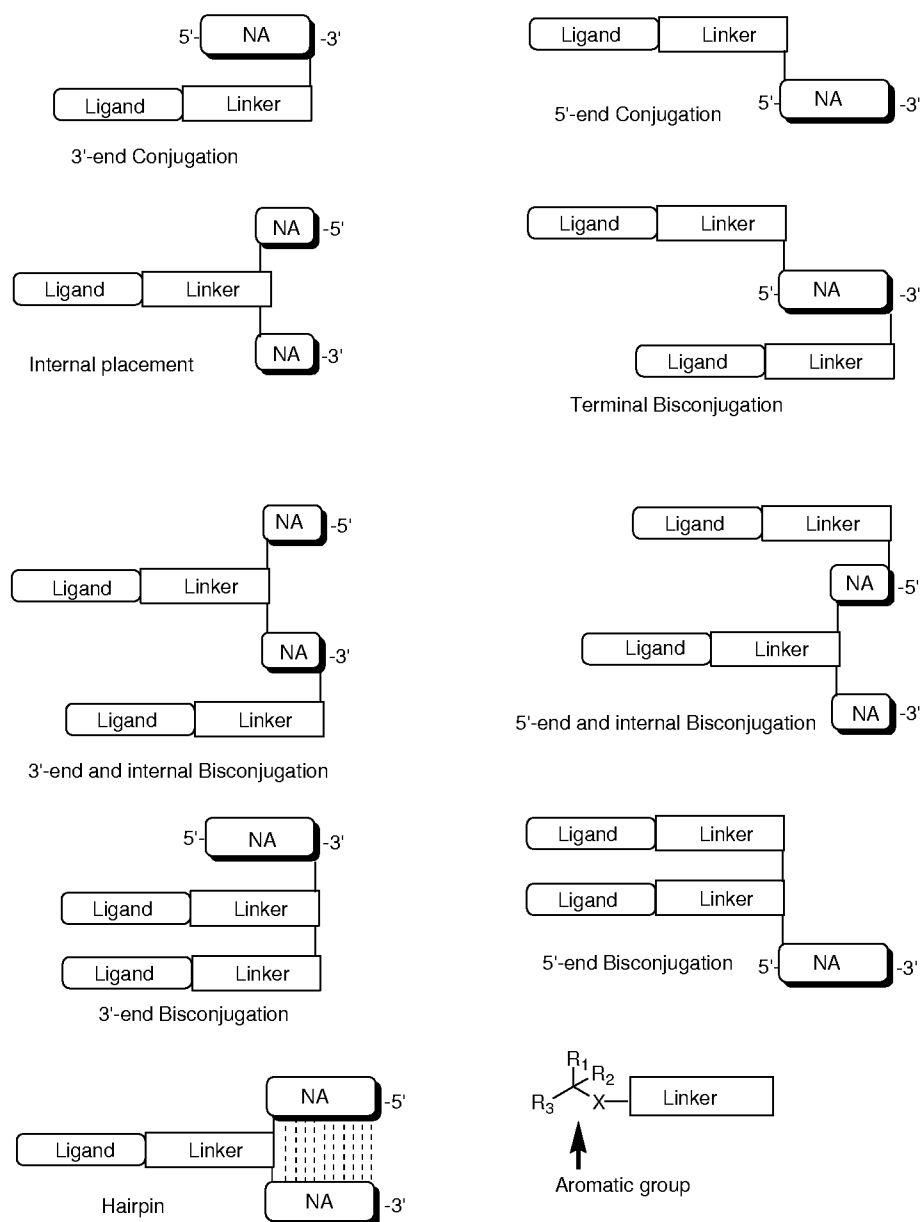 5'- NA -3'
Ligand Linker
3'-end Conjugation
Ligand Linker
5'- NA -3'
5'-end Conjugation
NA -5'
Ligand Linker
NA -3'
Internal placement
Ligand Linker
5'- NA -3'
Ligand Linker
Terminal Bisconjugation
NA -5'
Ligand Linker
NA -3'
Ligand Linker
3'-end and internal Bisconjugation
Ligand Linker
NA -5'
Ligand Linker
NA -3'
5'-end and internal Bisconjugation
5'- NA -3'
Ligand Linker
Ligand Linker
3'-end Bisconjugation
Ligand Linker
Ligand Linker
5'-end Bisconjugation
5'- NA -3'
NA -5'
Ligand Linker
NA -3'
Hairpin
R1
R2
R3 X Linker
Aromatic group